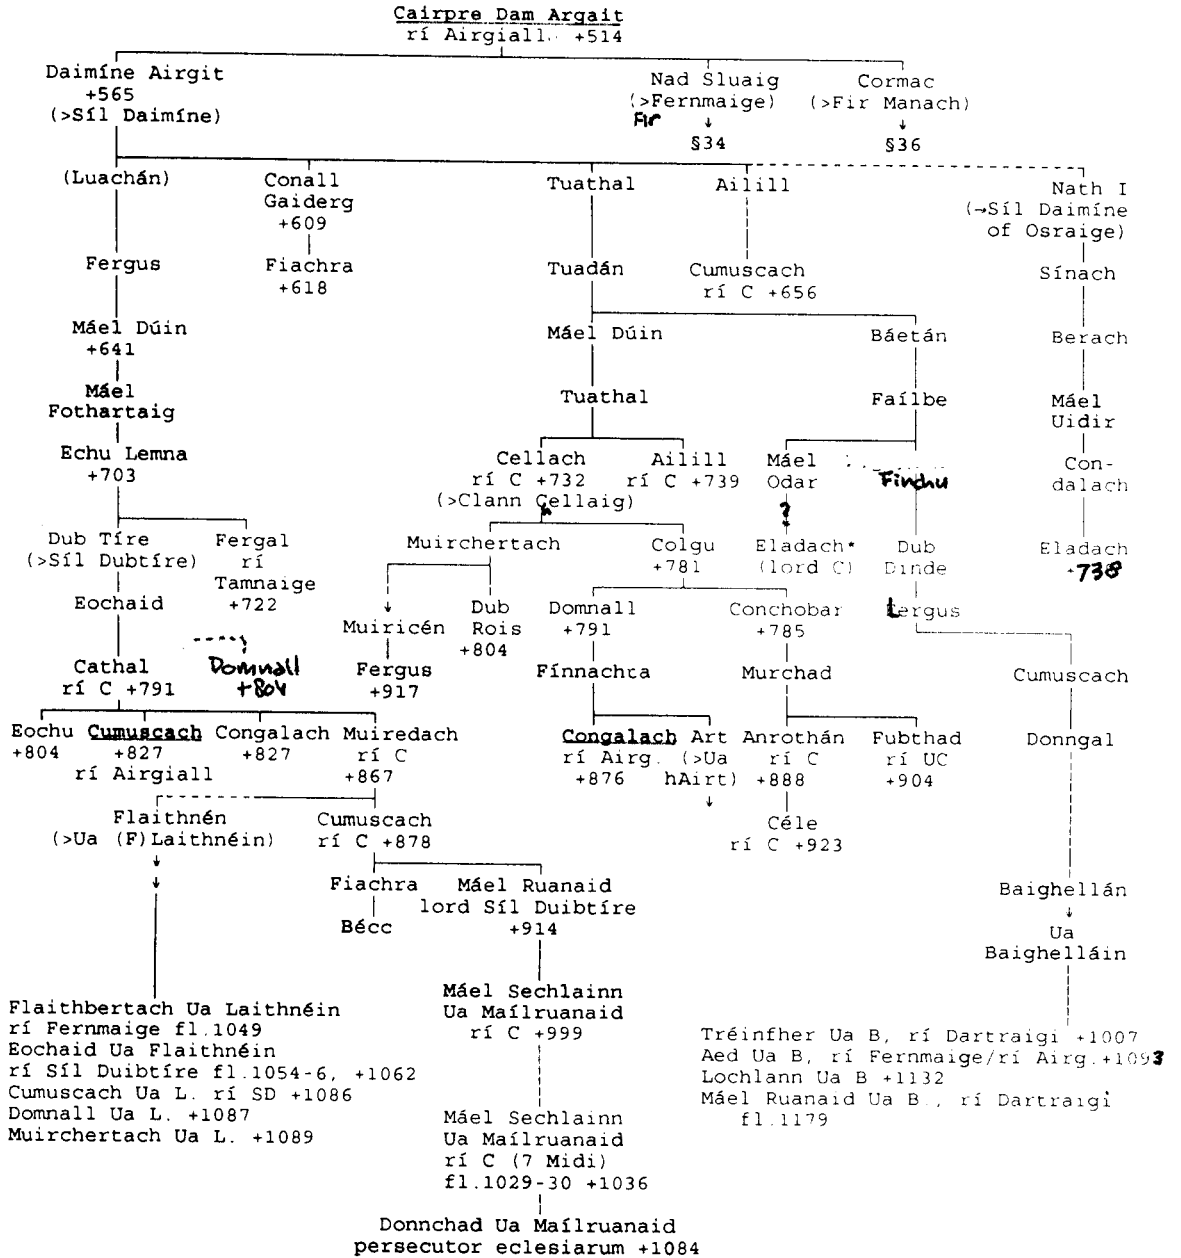 Cairpre Dam Argait
rí Airgiall +514
Daimíne Airgit
+565
(>Síl Daimíne)
Nad Sluaig
(>Fernmaige)
Fir ↓
§34
Cormac
(>Fir Manach)
↓
§36
(Luachán)
Conall
Gaiderg
+609
Tuathal
Ailill
Nath I
(→Síl Daimíne
of Osraige)
Fergus
Fiachra
+618
Tuadán
Cumuscach
rí C +656
Sínach
Máel Dúin
+641
Máel Dúin
Báetán
Berach
Máel
Fothartaig
Tuathal
Faílbe
Máel
Uidir
Echu Lemna
+703
Cellach
rí C +732
(>Clann Cellaig)
h
Ailill
rí C +739
Máel
Odar
?
Finchu
Con-
dalach
Dub Tíre
(>Síl Dubtíre)
Fergal
rí
Tamnaige
+722
Muirchertach
Colgu
+781
Eladach*
(lord C)
Dub
Dinde
Eladach
+738
Eochaid
Muiricén
Dub
Rois
+804
Domnall
+791
Conchobar
+785
Lergus
Cathal
rí C +791
Domnall
+804
Fergus
+917
Fínnachta
Murchad
Cumuscach
Eochu
+804
Cumuscach
+827
rí Airgiall
Congalach
+827
Muiredach
rí C
+867
Congalach
rí Airg.
+876
Art
(>Ua
hAirt)
↓
Anrothán
rí C
+888
Fubthad
rí UC
+904
Donngal
Flaithnén
(>Ua (F)Laithnéin)
↓
↓
Cumuscach
rí C +878
Céle
rí C +923
Fiachra
Bécc
Máel Ruanaid
lord Síl Duibtíre
+914
Baighellán
↓
Ua
Baighelláin
Flaithbertach Ua Laithnéin
rí Fernmaige fl.1049
Eochaid Ua Flaithnéin
rí Síl Duibtíre fl.1054-6, +1062
Cumuscach Ua L. rí SD +1086
Domnall Ua L. +1087
Muirchertach Ua L. +1089
Máel Sechlainn
Ua Maílruanaid
rí C +999
Tréinfher Ua B, rí Dartraigi +1007
Aed Ua B, rí Fernmaige/rí Airg.+1093
Lochlann Ua B +1132
Máel Ruanaid Ua B., rí Dartraigi
fl.1179
Máel Sechlainn
Ua Maílruanaid
rí C (7 Midi)
fl.1029-30 +1036
Donnchad Ua Maílruanaid
persecutor eclesiarum +1084